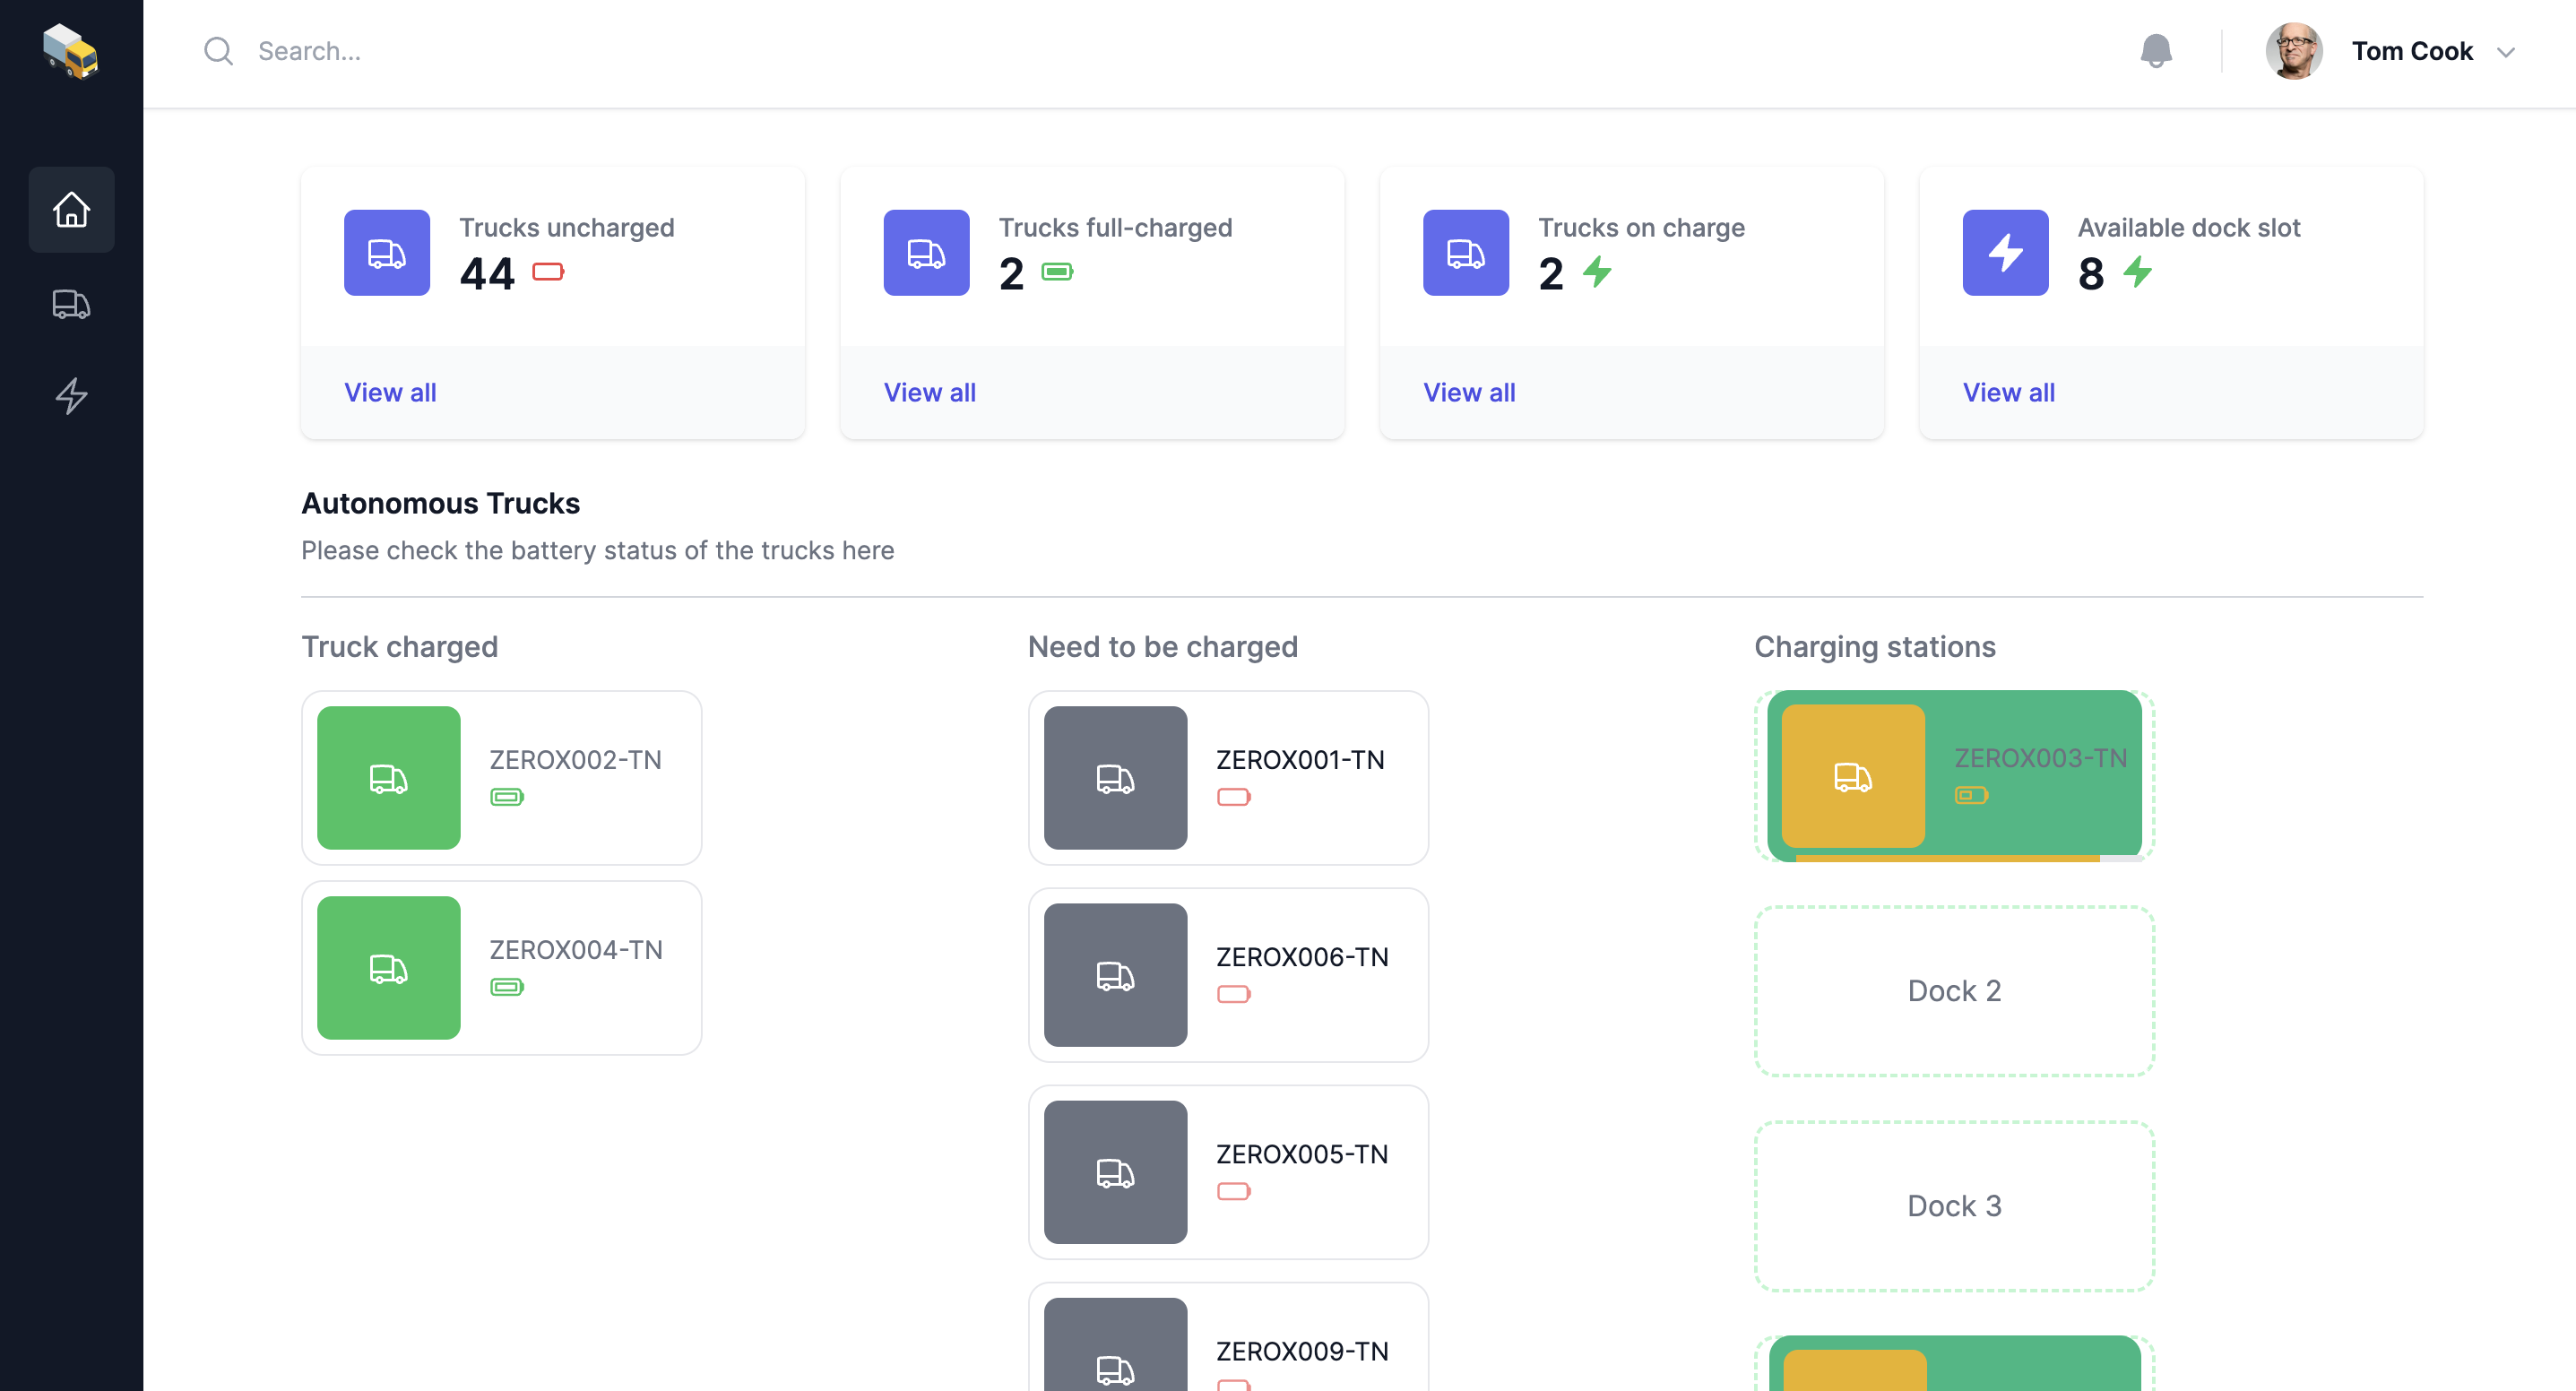 Search...
Tom Cook
Trucks uncharged
44
View all
Trucks full-charged
2
View all
Trucks on charge
2
View all
Available dock slot
8
View all
Autonomous Trucks
Please check the battery status of the trucks here
Truck charged
ZEROX002-TN
ZEROX004-TN
Need to be charged
ZEROX001-TN
ZEROX006-TN
ZEROX005-TN
ZEROX009-TN
Charging stations
ZEROX003-TN
Dock 2
Dock 3